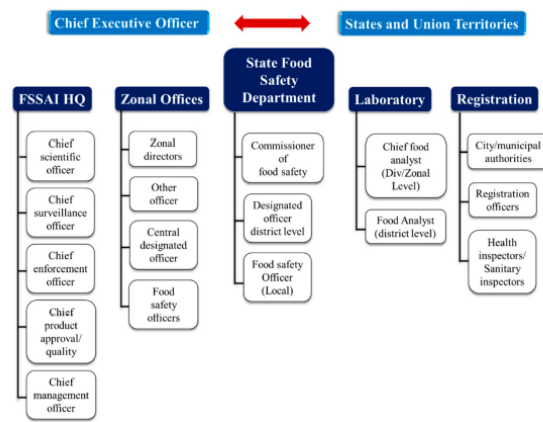 Chief Executive Officer
States and Union Territories
FSSAI HQ
Zonal Offices
State Food
Safety
Department
Laboratory
Registration
Chief
scientific
officer
Chief
surveillance
officer
Chief
enforcement
officer
Chief
product
approval/
quality
Chief
management
officer
Zonal
directors
Other
officer
Central
designated
officer
Food
safety
officers
Commissioner
of
food safety
Designated
officer
district level
Food safety
Officer
(Local)
Chief food
analyst
(Div/Zonal
Level)
Food Analyst
(district level)
City/municipal
authorities
Registration
officers
Health
inspectors/
Sanitary
inspectors